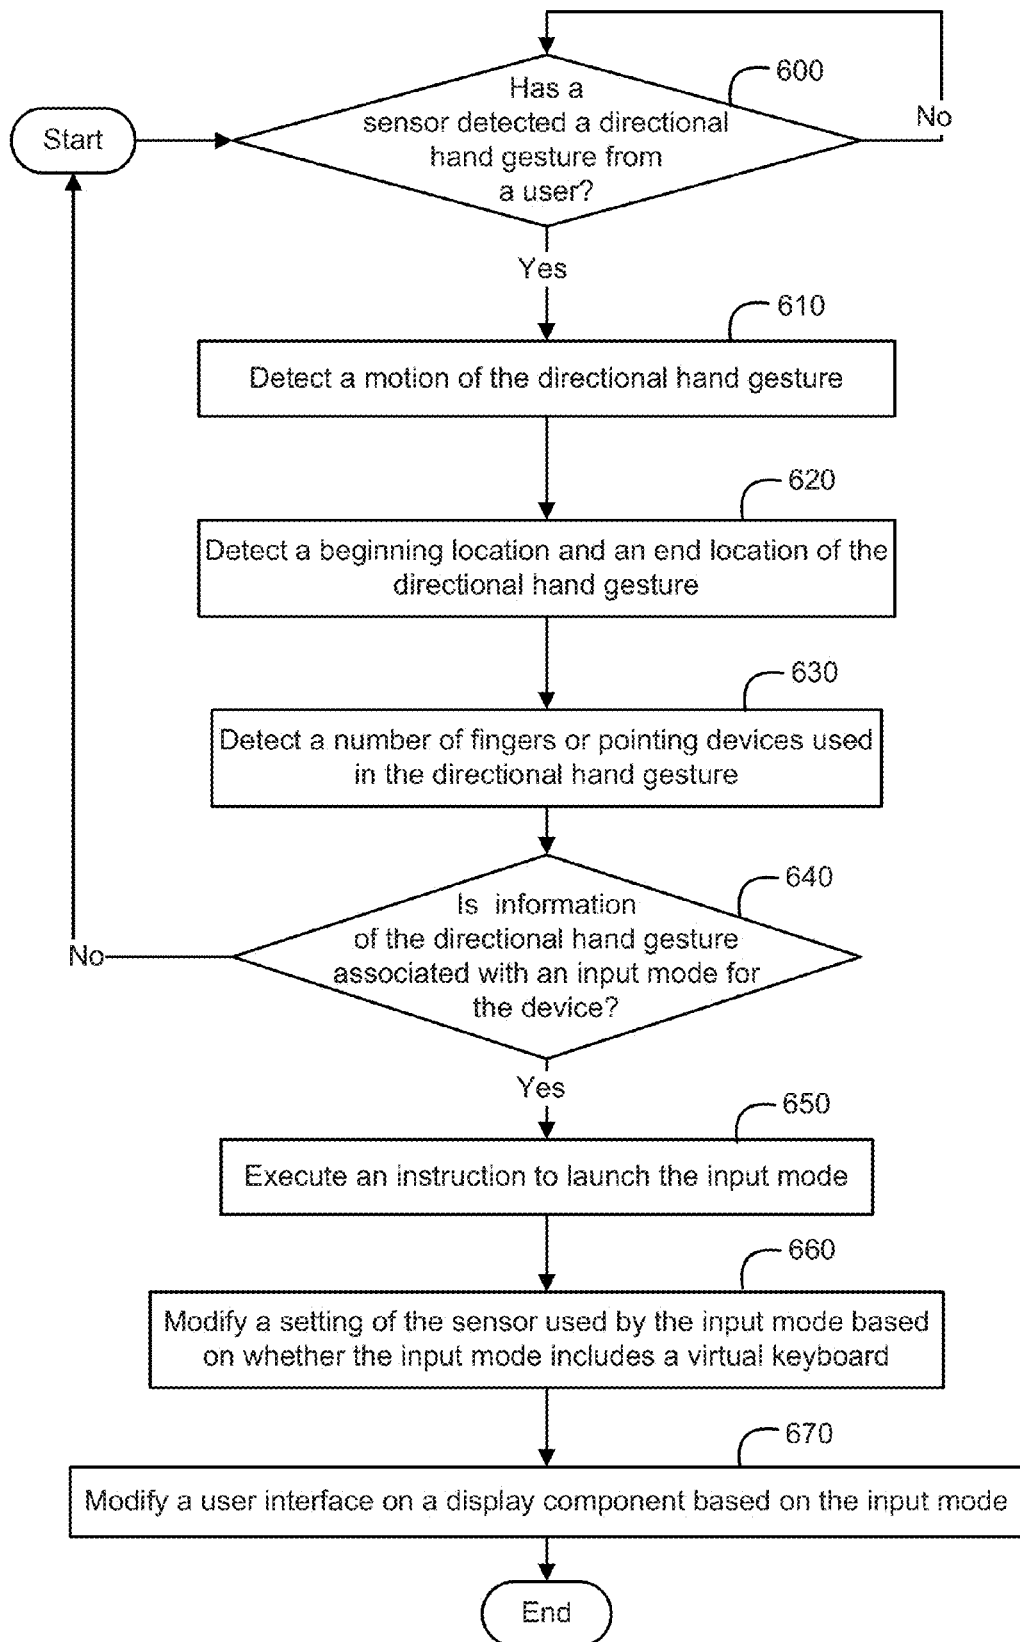 600
Has a
sensor detected a directional
hand gesture from
a user?
Start
No
Yes
610
Detect a motion of the directional hand gesture
620
Detect a beginning location and an end location of the
directional hand gesture
630
Detect a number of fingers or pointing devices used
in the directional hand gesture
640
Is information
of the directional hand gesture
associated with an input mode for
the device?
No
Yes
650
Execute an instruction to launch the input mode
660
Modify a setting of the sensor used by the input mode based
on whether the input mode includes a virtual keyboard
670
Modify a user interface on a display component based on the input mode
End